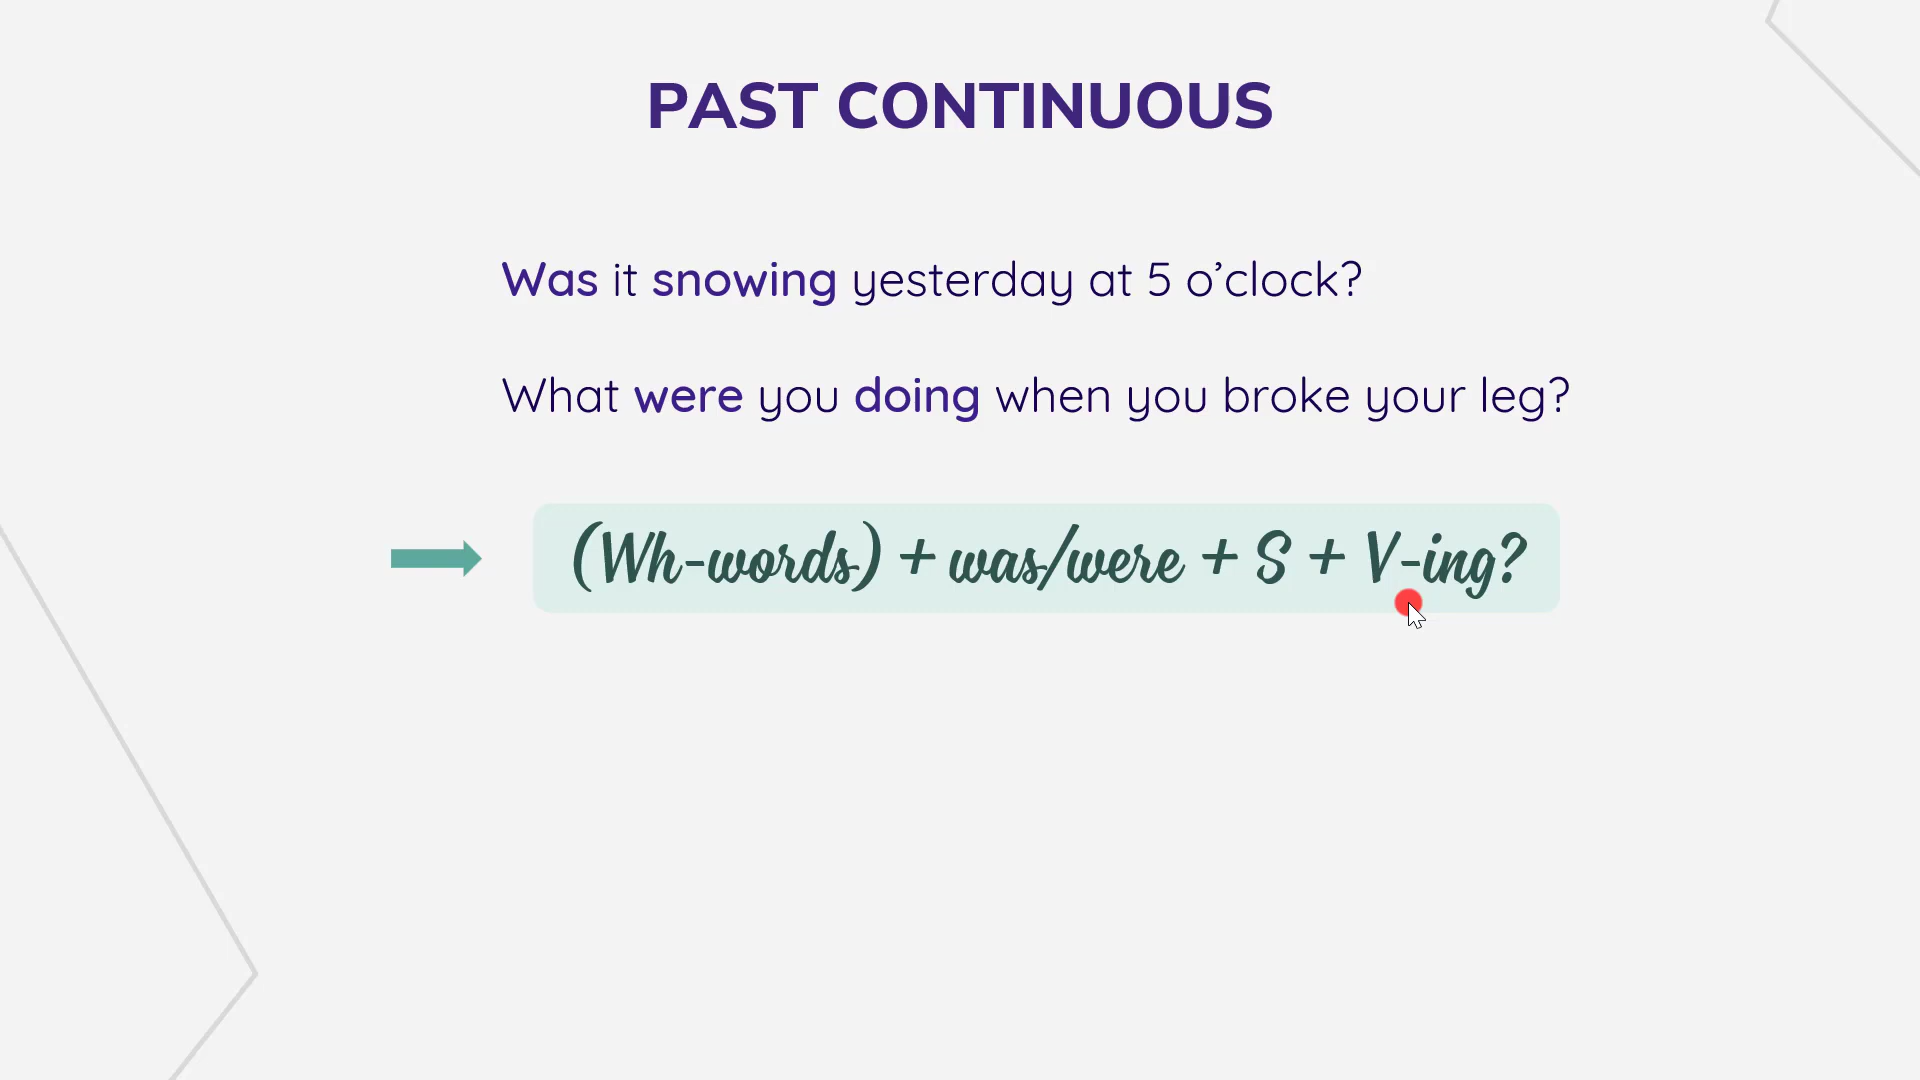 PAST CONTINUOUS
Was it snowing yesterday at 5 o’clock?
What were you doing when you broke your leg?
(Wh-words) + was/were + S + V-ing?